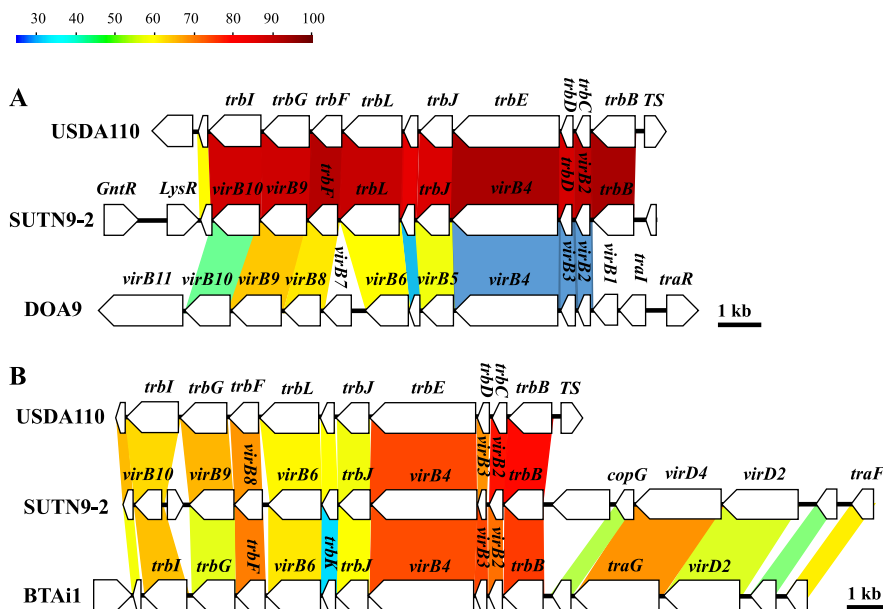 30 40 50 60 70 80 90 100
A
trbI trbG trbF trbL trbJ trbE trbD trbC trbB TS
USDA110
GntR LysR virB10 virB9 trbF trbL trbJ virB4 trbD virB2 trbB
SUTN9-2
virB11 virB10 virB9 virB8 virB7 virB6 virB5 virB4 virB3 virB2 virB1 traI traR
DOA9
1 kb
B
trbI trbG trbF trbL trbJ trbE trbD trbC trbB TS
USDA110
virB10 virB9 virB8 virB6 trbJ virB4 virB3 virB2 trbB copG virD4 virD2 traF
SUTN9-2
trbI trbG trbF virB6 trbK trbJ virB4 virB3 virB2 trbB traG virD2
BTAi1
1 kb